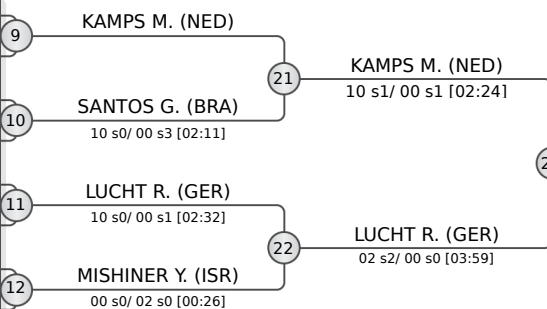 9
KAMPS M. (NED)
21
KAMPS M. (NED)
10 s1/ 00 s1 [02:24]
10
SANTOS G. (BRA)
10 s0/ 00 s3 [02:11]
11
LUCHT R. (GER)
10 s0/ 00 s1 [02:32]
22
LUCHT R. (GER)
02 s2/ 00 s0 [03:59]
12
MISHINER Y. (ISR)
00 s0/ 02 s0 [00:26]